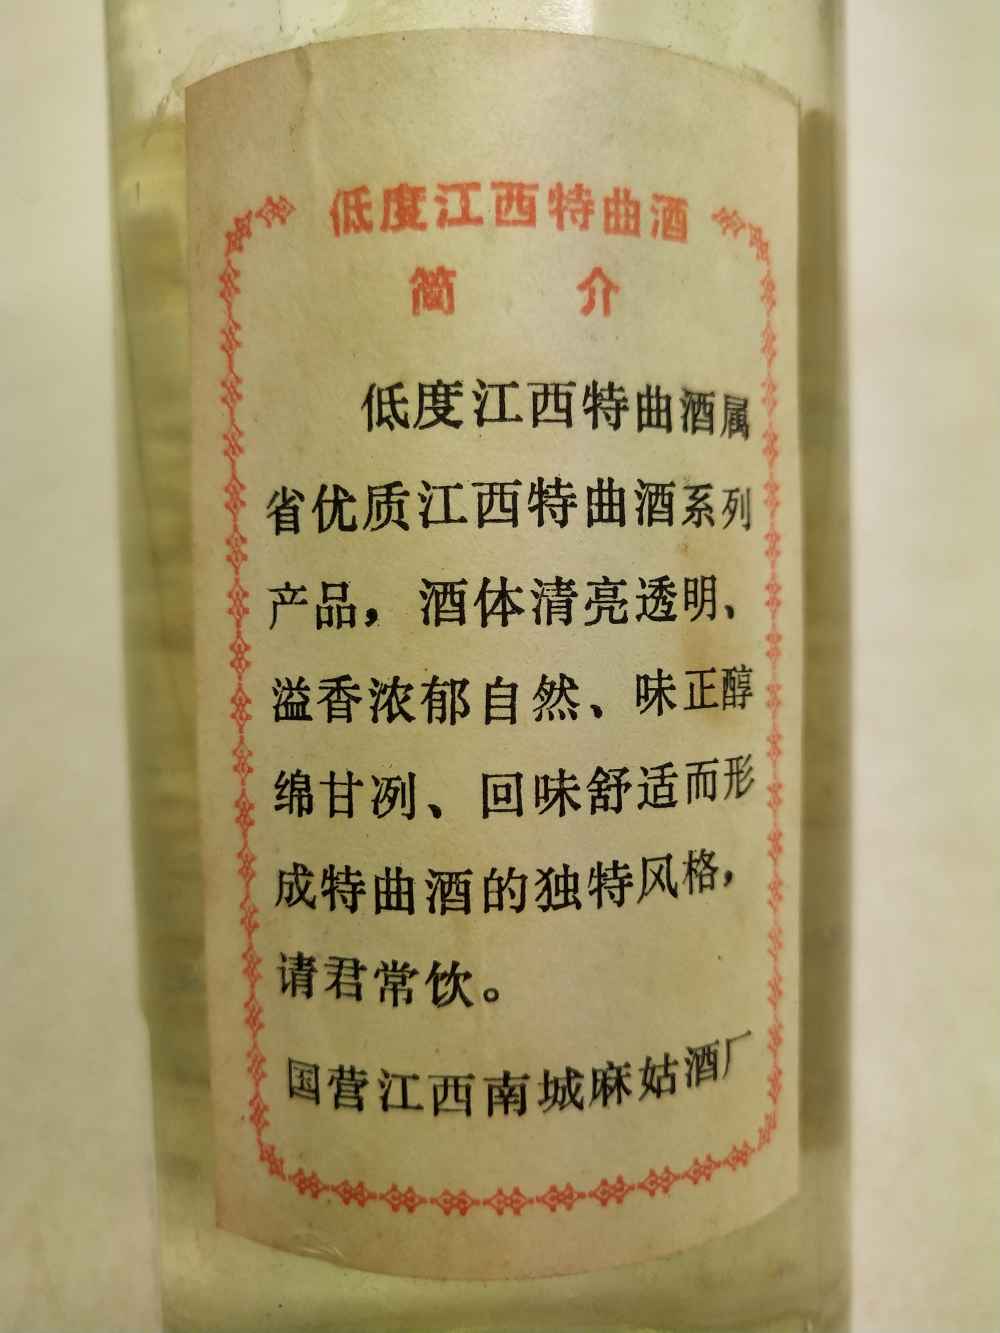 低度江西特曲酒
简介
低度江西特曲酒属
省优质江西特曲酒系列
产品，酒体清亮透明、
溢香浓郁自然、味正醇
绵甘冽、回味舒适而形
成特曲酒的独特风格，
请君常饮。
国营江西南城麻姑酒厂